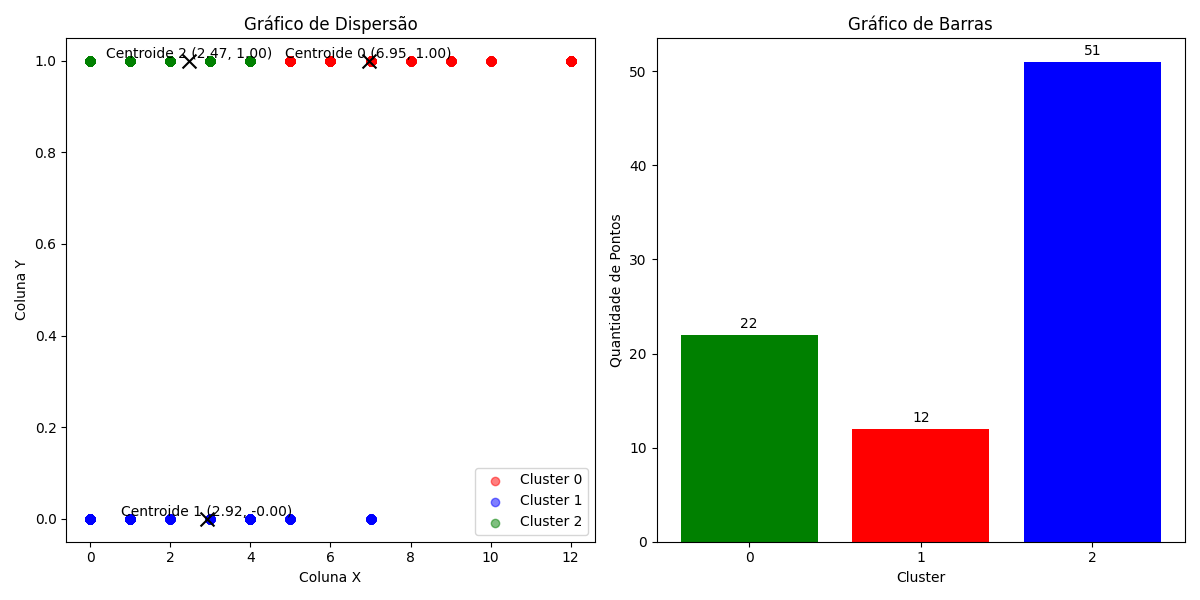 Gráfico de Dispersão
Centroide 2 (2.47, 1.00)
Centroide 0 (6.95, 1.00)
Centroide 1 (2.92, -0.00)
1.0
0.8
0.6
0.4
0.2
0.0
Coluna Y
0
2
4
6
8
10
12
Coluna X
Cluster 0
Cluster 1
Cluster 2
Gráfico de Barras
51
22
12
50
40
30
20
10
0
Quantidade de Pontos
0
1
2
Cluster